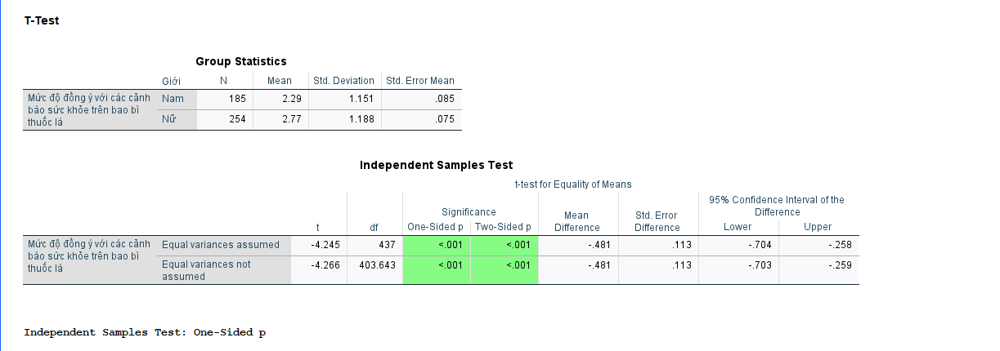 T-Test
Group Statistics
Giới N Mean Std. Deviation Std. Error Mean
Mức độ đồng ý với các cảnh báo sức khỏe trên bao bì thuốc lá Nam 185 2.29 1.151 .085
Nữ 254 2.77 1.188 .075
Independent Samples Test
t-test for Equality of Means
95% Confidence Interval of the Difference
Significance
t df One-Sided p Two-Sided p Mean Difference Std. Error Difference Lower Upper
Mức độ đồng ý với các cảnh báo sức khỏe trên bao bì thuốc lá Equal variances assumed -4.245 437 <.001 <.001 -.481 .113 -.704 -.258
Equal variances not assumed -4.266 403.643 <.001 <.001 -.481 .113 -.703 -.259
Independent Samples Test: One-Sided p